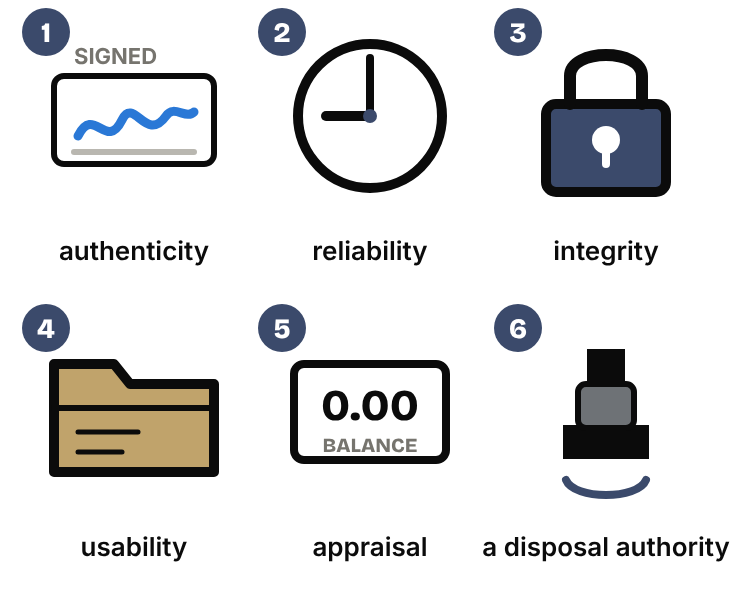 1
SIGNED
authenticity
2
reliability
3
integrity
4
usability
5
0.00
BALANCE
appraisal
6
a disposal authority